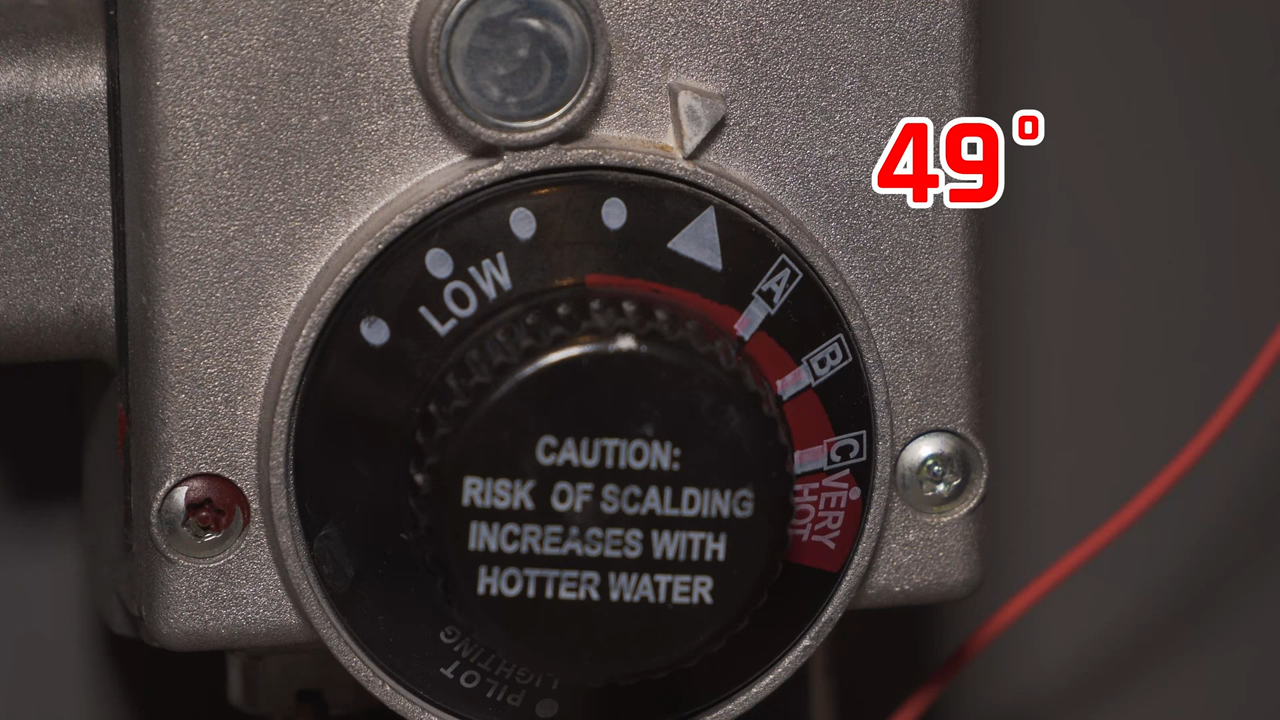 49°
LOW
A
B
C
VERY
HOT
CAUTION:
RISK OF SCALDING
INCREASES WITH
HOTTER WATER
PILOT
LIGHTING